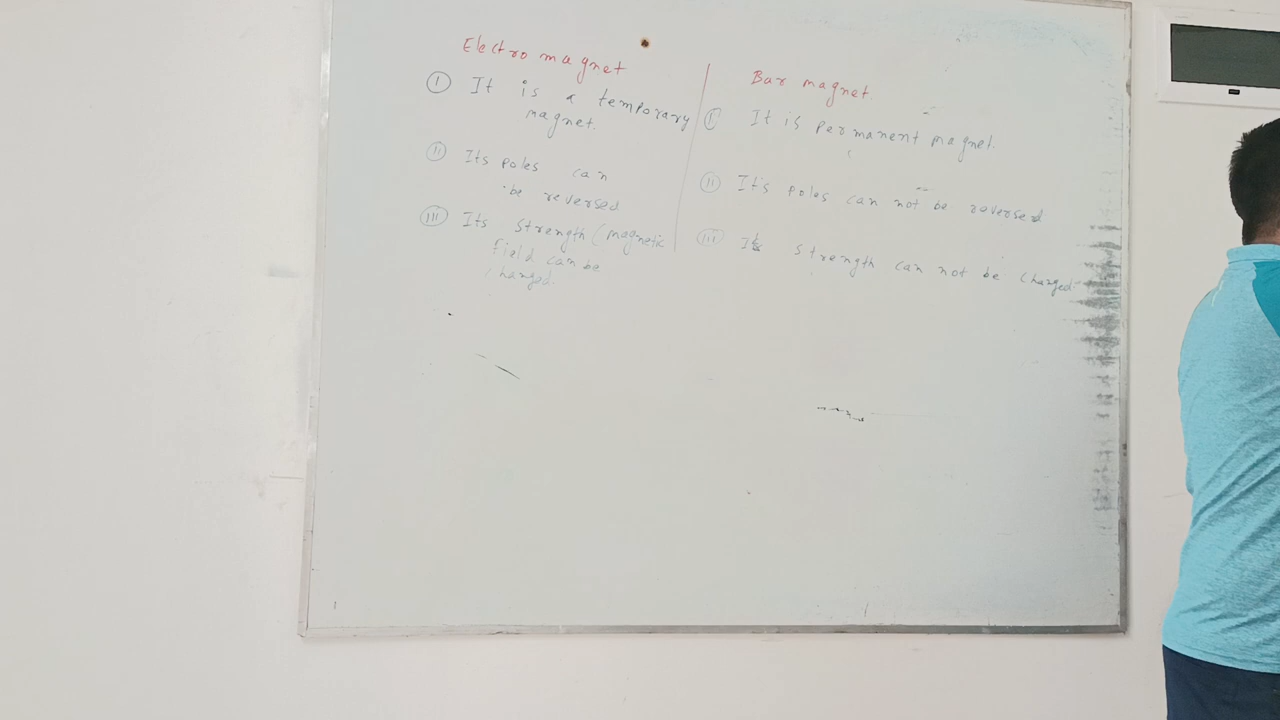 Electro magnet
(i) It is a temporary
magnet.
(ii) Its poles can
be reversed
(iii) Its strength (magnetic
field can be
changed.
Bar magnet.
(i) It is permanent magnet.
(ii) It's poles can not be reversed
(iii) Its strength can not be changed.